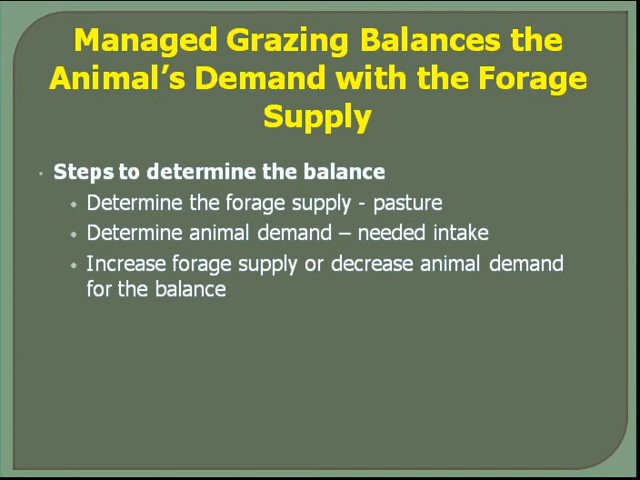 Managed Grazing Balances the
Animal’s Demand with the Forage
Supply
• Steps to determine the balance
• Determine the forage supply - pasture
• Determine animal demand – needed intake
• Increase forage supply or decrease animal demand
for the balance